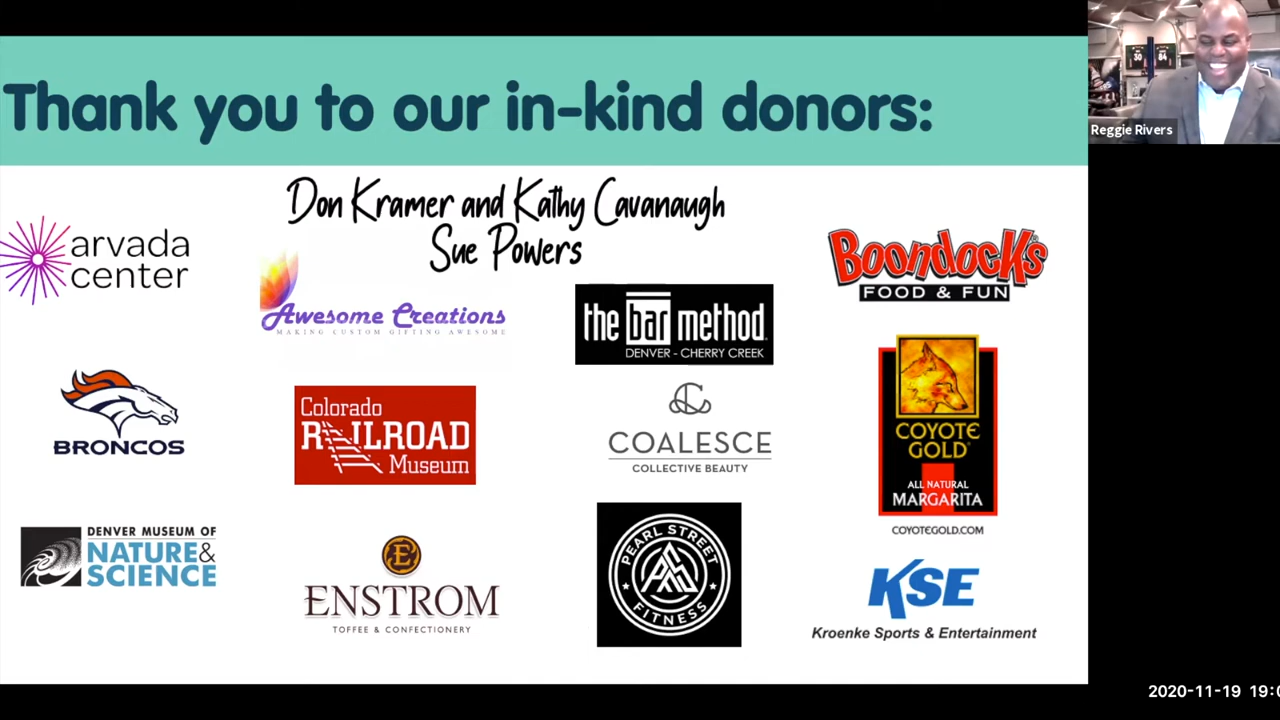 Thank you to our in-kind donors:
Reggie Rivers
Don Kramer and Kathy Cavanaugh
Sue Powers
arvada
center
Awesome Creations
MAKING CUSTOM GIFTING AWESOME
the bar method
DENVER - CHERRY CREEK
BOONDOCKS
FOOD & FUN
BRONCOS
Colorado
RAILROAD
Museum
COALESCE
COLLECTIVE BEAUTY
COYOTE
GOLD
ALL NATURAL
MARGARITA
COYOTEGOLD.COM
DENVER MUSEUM OF
NATURE &
SCIENCE
E
ENSTROM
TOFFEE & CONFECTIONERY
PEARL STREET
FITNESS
KSE
Kroenke Sports & Entertainment
2020-11-19 19:0